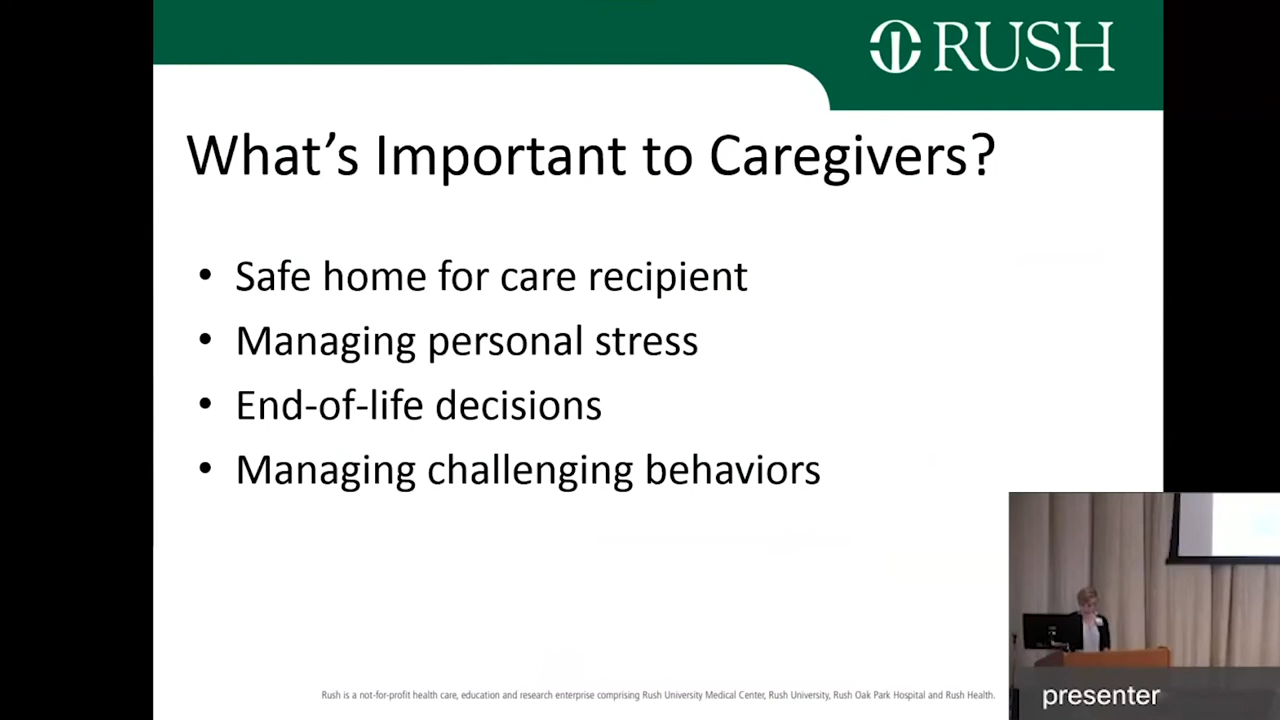 RUSH
What's Important to Caregivers?
• Safe home for care recipient
• Managing personal stress
• End-of-life decisions
• Managing challenging behaviors
Rush is a not-for-profit health care, education and research enterprise comprising Rush University Medical Center, Rush University, Rush Oak Park Hospital and Rush Health.
presenter